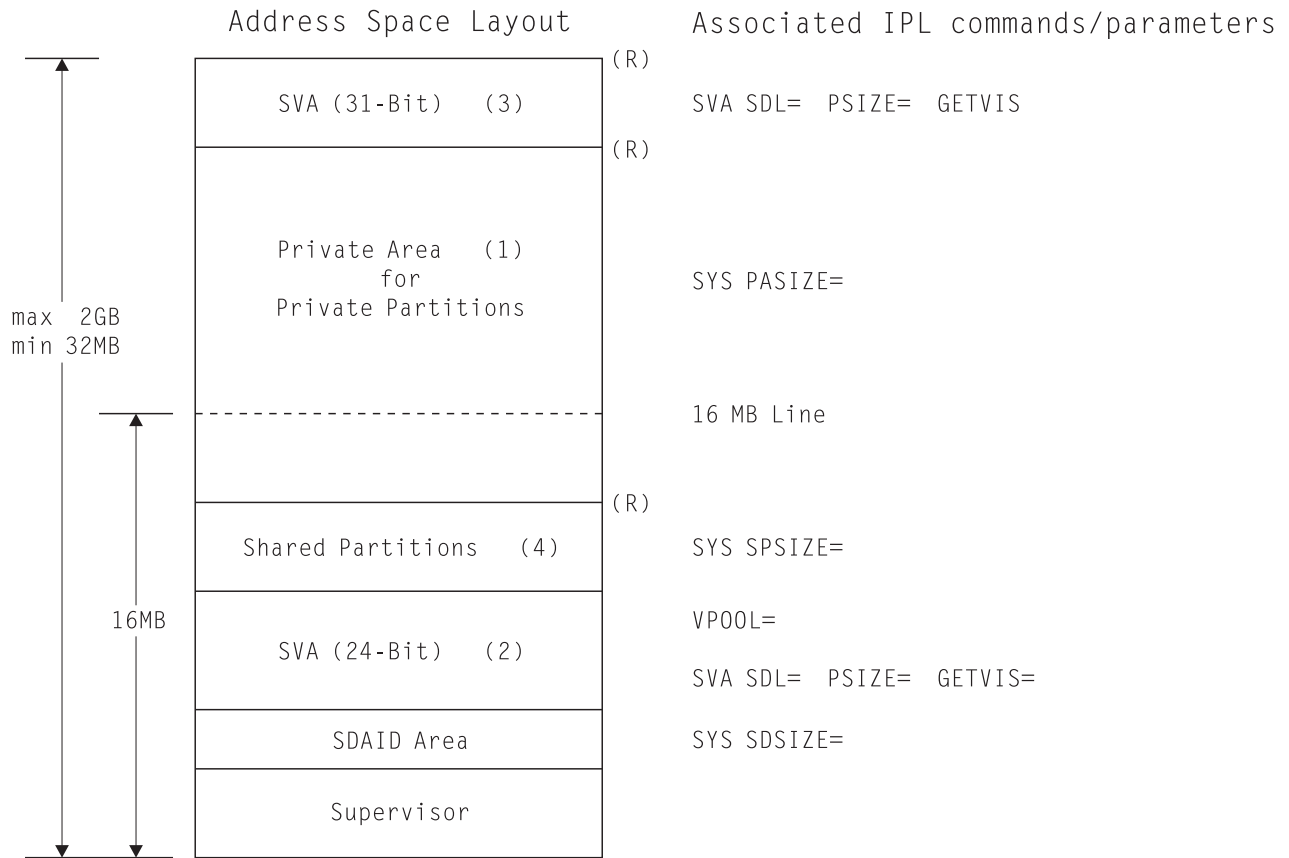 Address Space Layout Associated IPL commands/parameters
(R)
SVA (31-Bit) (3) SVA SDL= PSIZE= GETVIS
(R)
Private Area (1)
for
Private Partitions
SYS PASIZE=
max 2GB
min 32MB
16 MB Line
(R)
Shared Partitions (4) SYS SPSIZE=
16MB
VPOOL=
SVA (24-Bit) (2)
SVA SDL= PSIZE= GETVIS=
SDAID Area SYS SDSIZE=
Supervisor